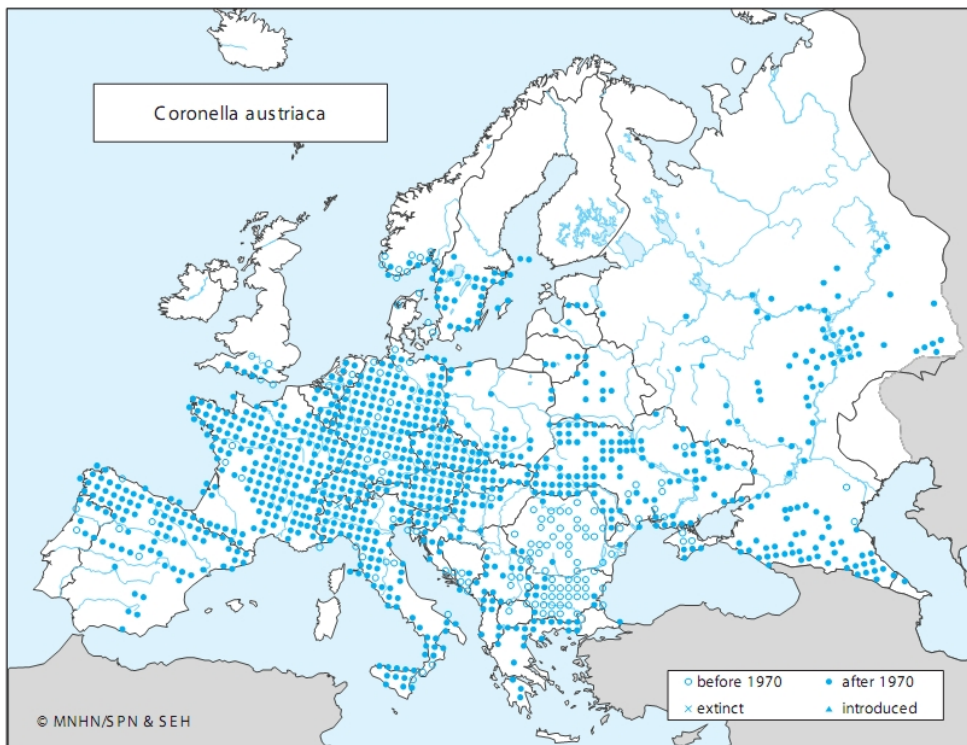 Coronella austriaca
before 1970
after 1970
extinct
introduced
© MNHN/SPN & SEH